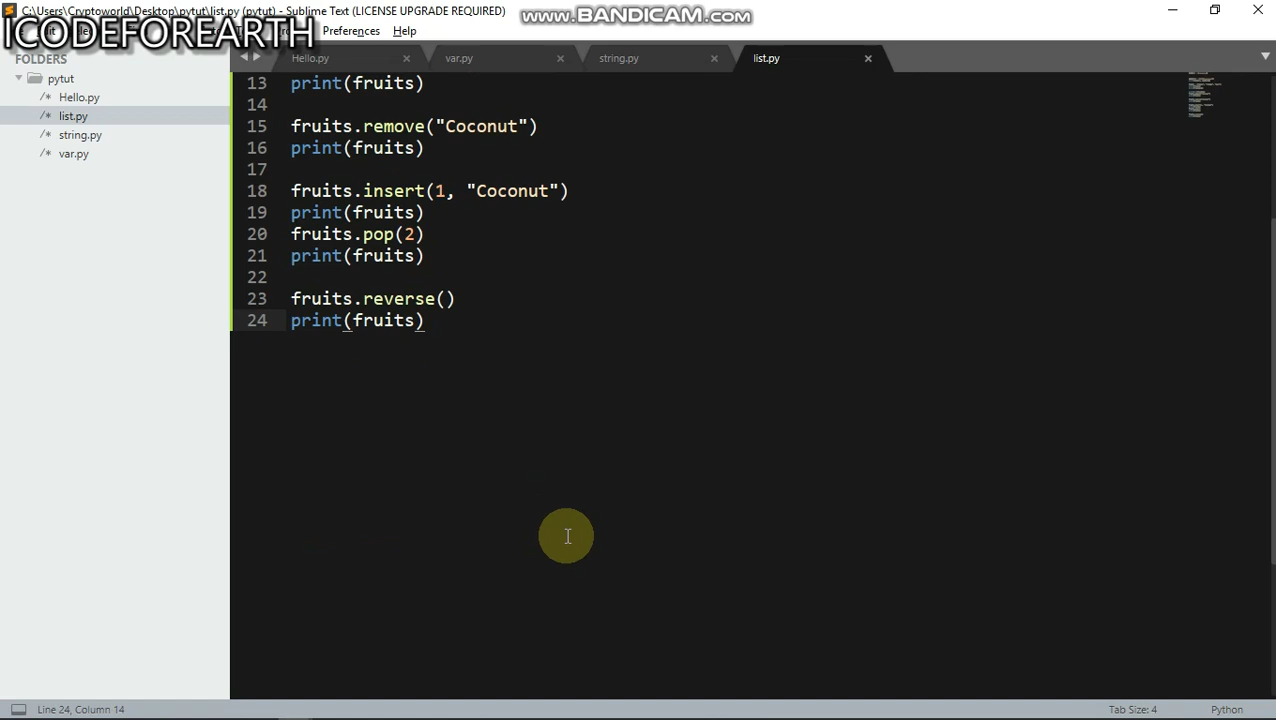 C:\Users\Cryptoworld\Desktop\pytut\list.py (pytut) - Sublime Text (LICENSE UPGRADE REQUIRED)
www.BANDICAM.com
ICODEFOREARTH
Preferences Help
FOLDERS
pytut
/* Hello.py
/* list.py
/* string.py
/* var.py
Hello.py var.py string.py list.py
13 print(fruits)
14
15 fruits.remove("Coconut")
16 print(fruits)
17
18 fruits.insert(1, "Coconut")
19 print(fruits)
20 fruits.pop(2)
21 print(fruits)
22
23 fruits.reverse()
24 print(fruits)
Line 24, Column 14
Tab Size: 4 Python